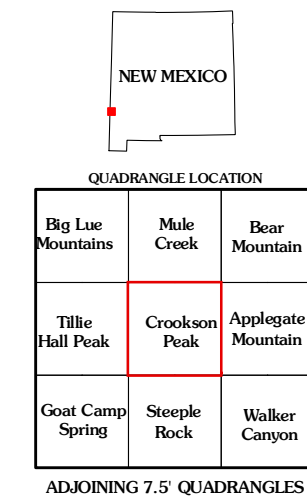 NEW MEXICO
QUADRANGLE LOCATION
Big Lue
Mountains
Mule
Creek
Bear
Mountain
Tillie
Hall Peak
Crookson
Peak
Applegate
Mountain
Goat Camp
Spring
Steeple
Rock
Walker
Canyon
ADJOINING 7.5' QUADRANGLES